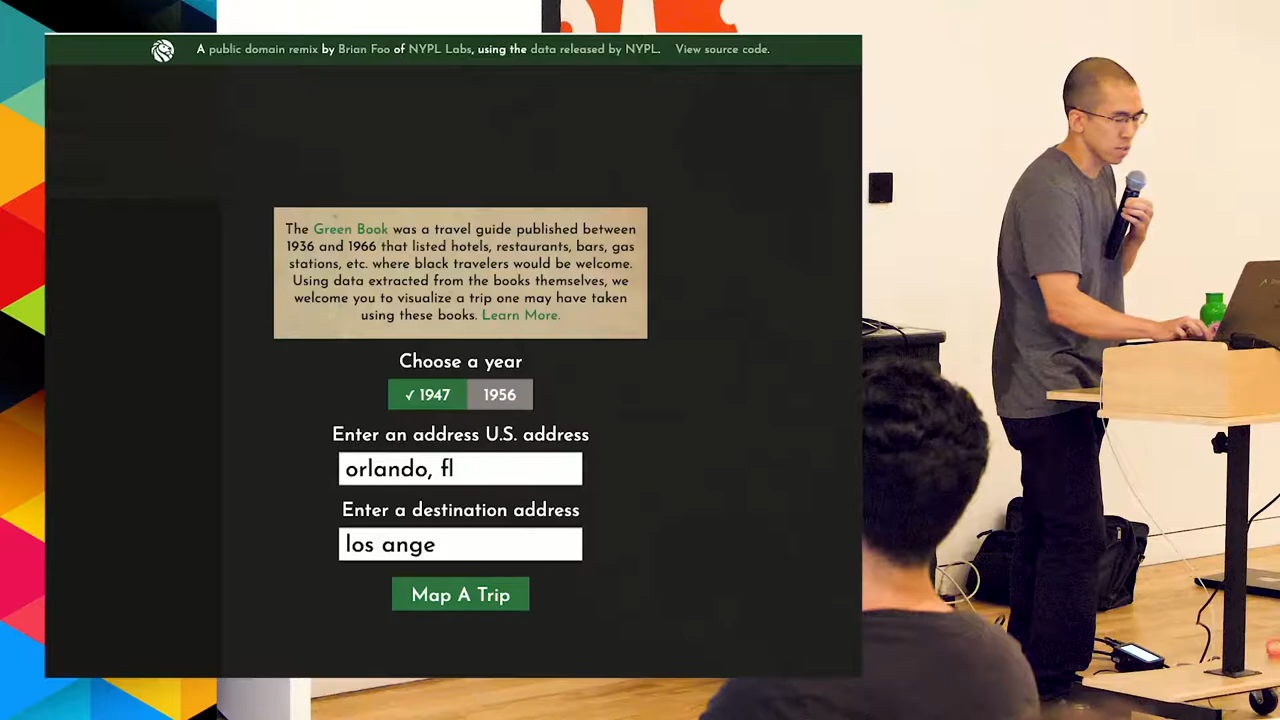 A public domain remix by Brian Foo of NYPL Labs, using the data released by NYPL. View source code.
The Green Book was a travel guide published between
1936 and 1966 that listed hotels, restaurants, bars, gas
stations, etc. where black travelers would be welcome.
Using data extracted from the books themselves, we
welcome you to visualize a trip one may have taken
using these books. Learn More.
Choose a year
✓ 1947 1956
Enter an address U.S. address
orlando, fl
Enter a destination address
los ange
Map A Trip